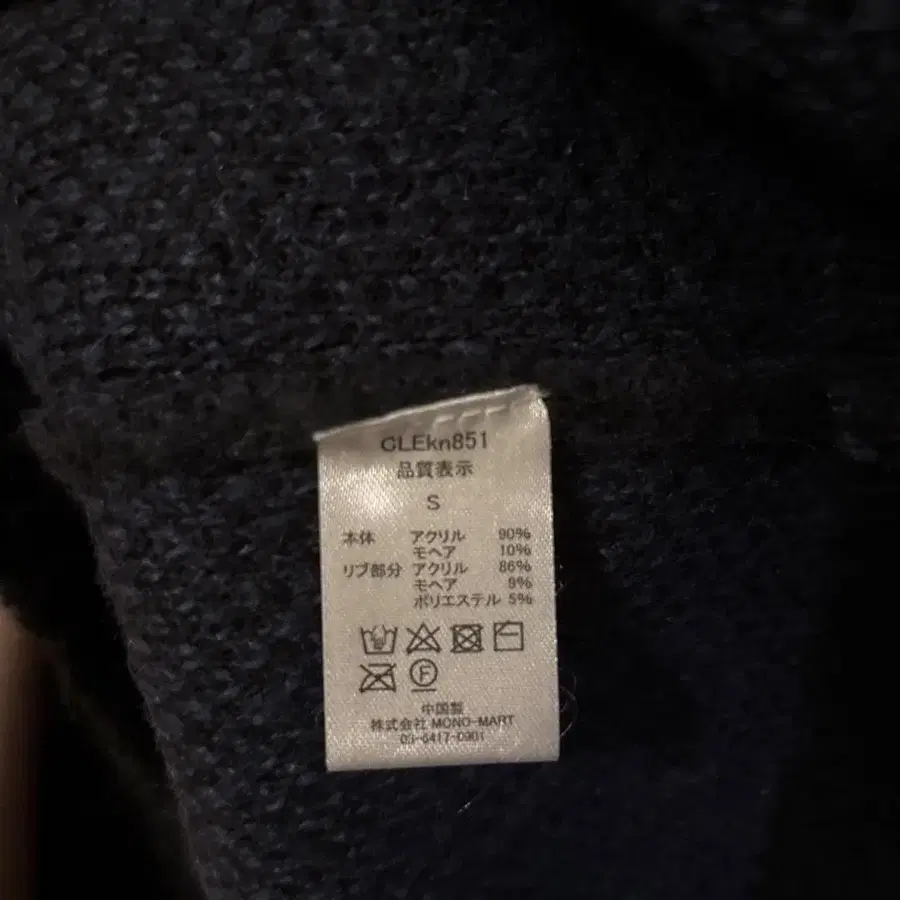 CLEkn851
品質表示
S
本体 アクリル 90%
モヘア 10%
リブ部分 アクリル 86%
モヘア 9%
ポリエステル 5%
F
中国製
株式会社 MONO-MART
03-6417-0901